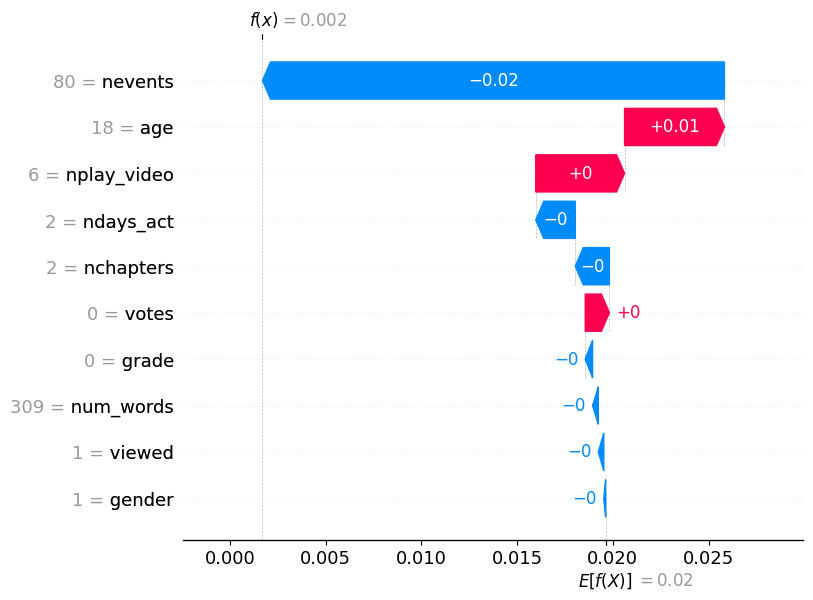 f(x) = 0.002
80 = nevents
−0.02
18 = age
+0.01
6 = nplay_video
+0
2 = ndays_act
−0
2 = nchapters
−0
0 = votes
+0
0 = grade
−0
309 = num_words
−0
1 = viewed
−0
1 = gender
−0
0.000 0.005 0.010 0.015 0.020 0.025
E[f(X)] = 0.02